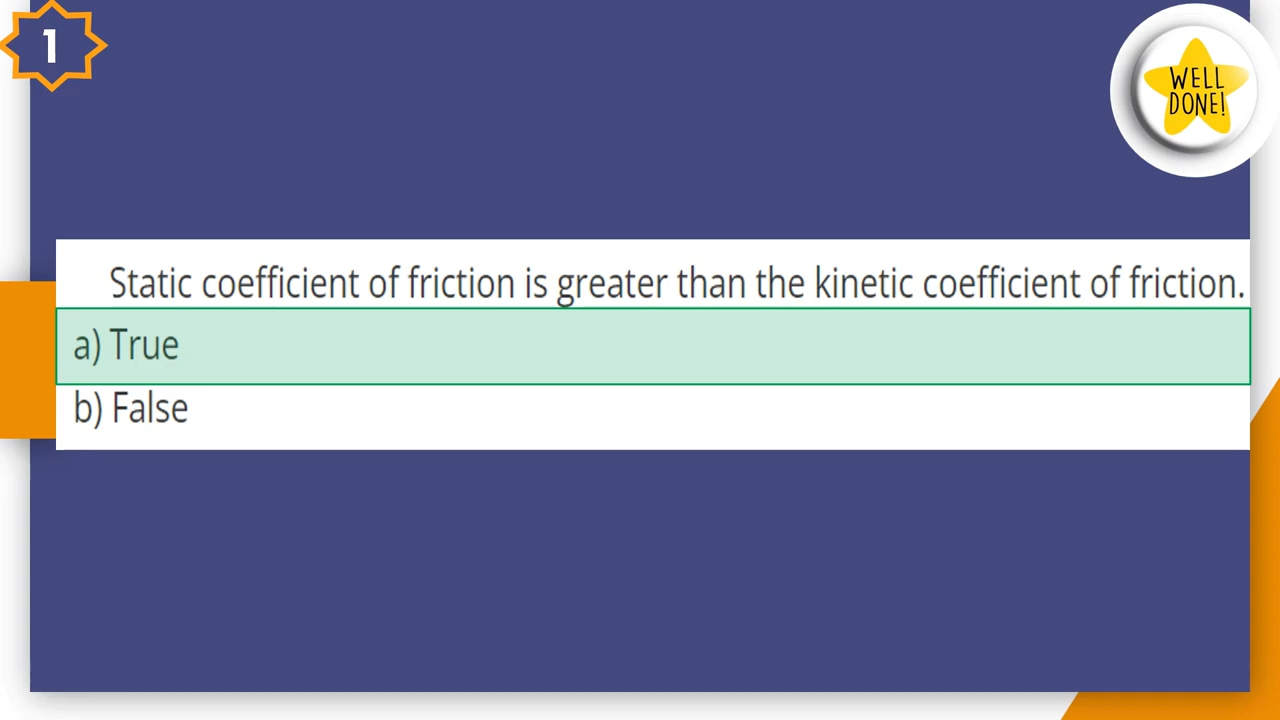 1
WELL
DONE!
Static coefficient of friction is greater than the kinetic coefficient of friction.
a) True
b) False